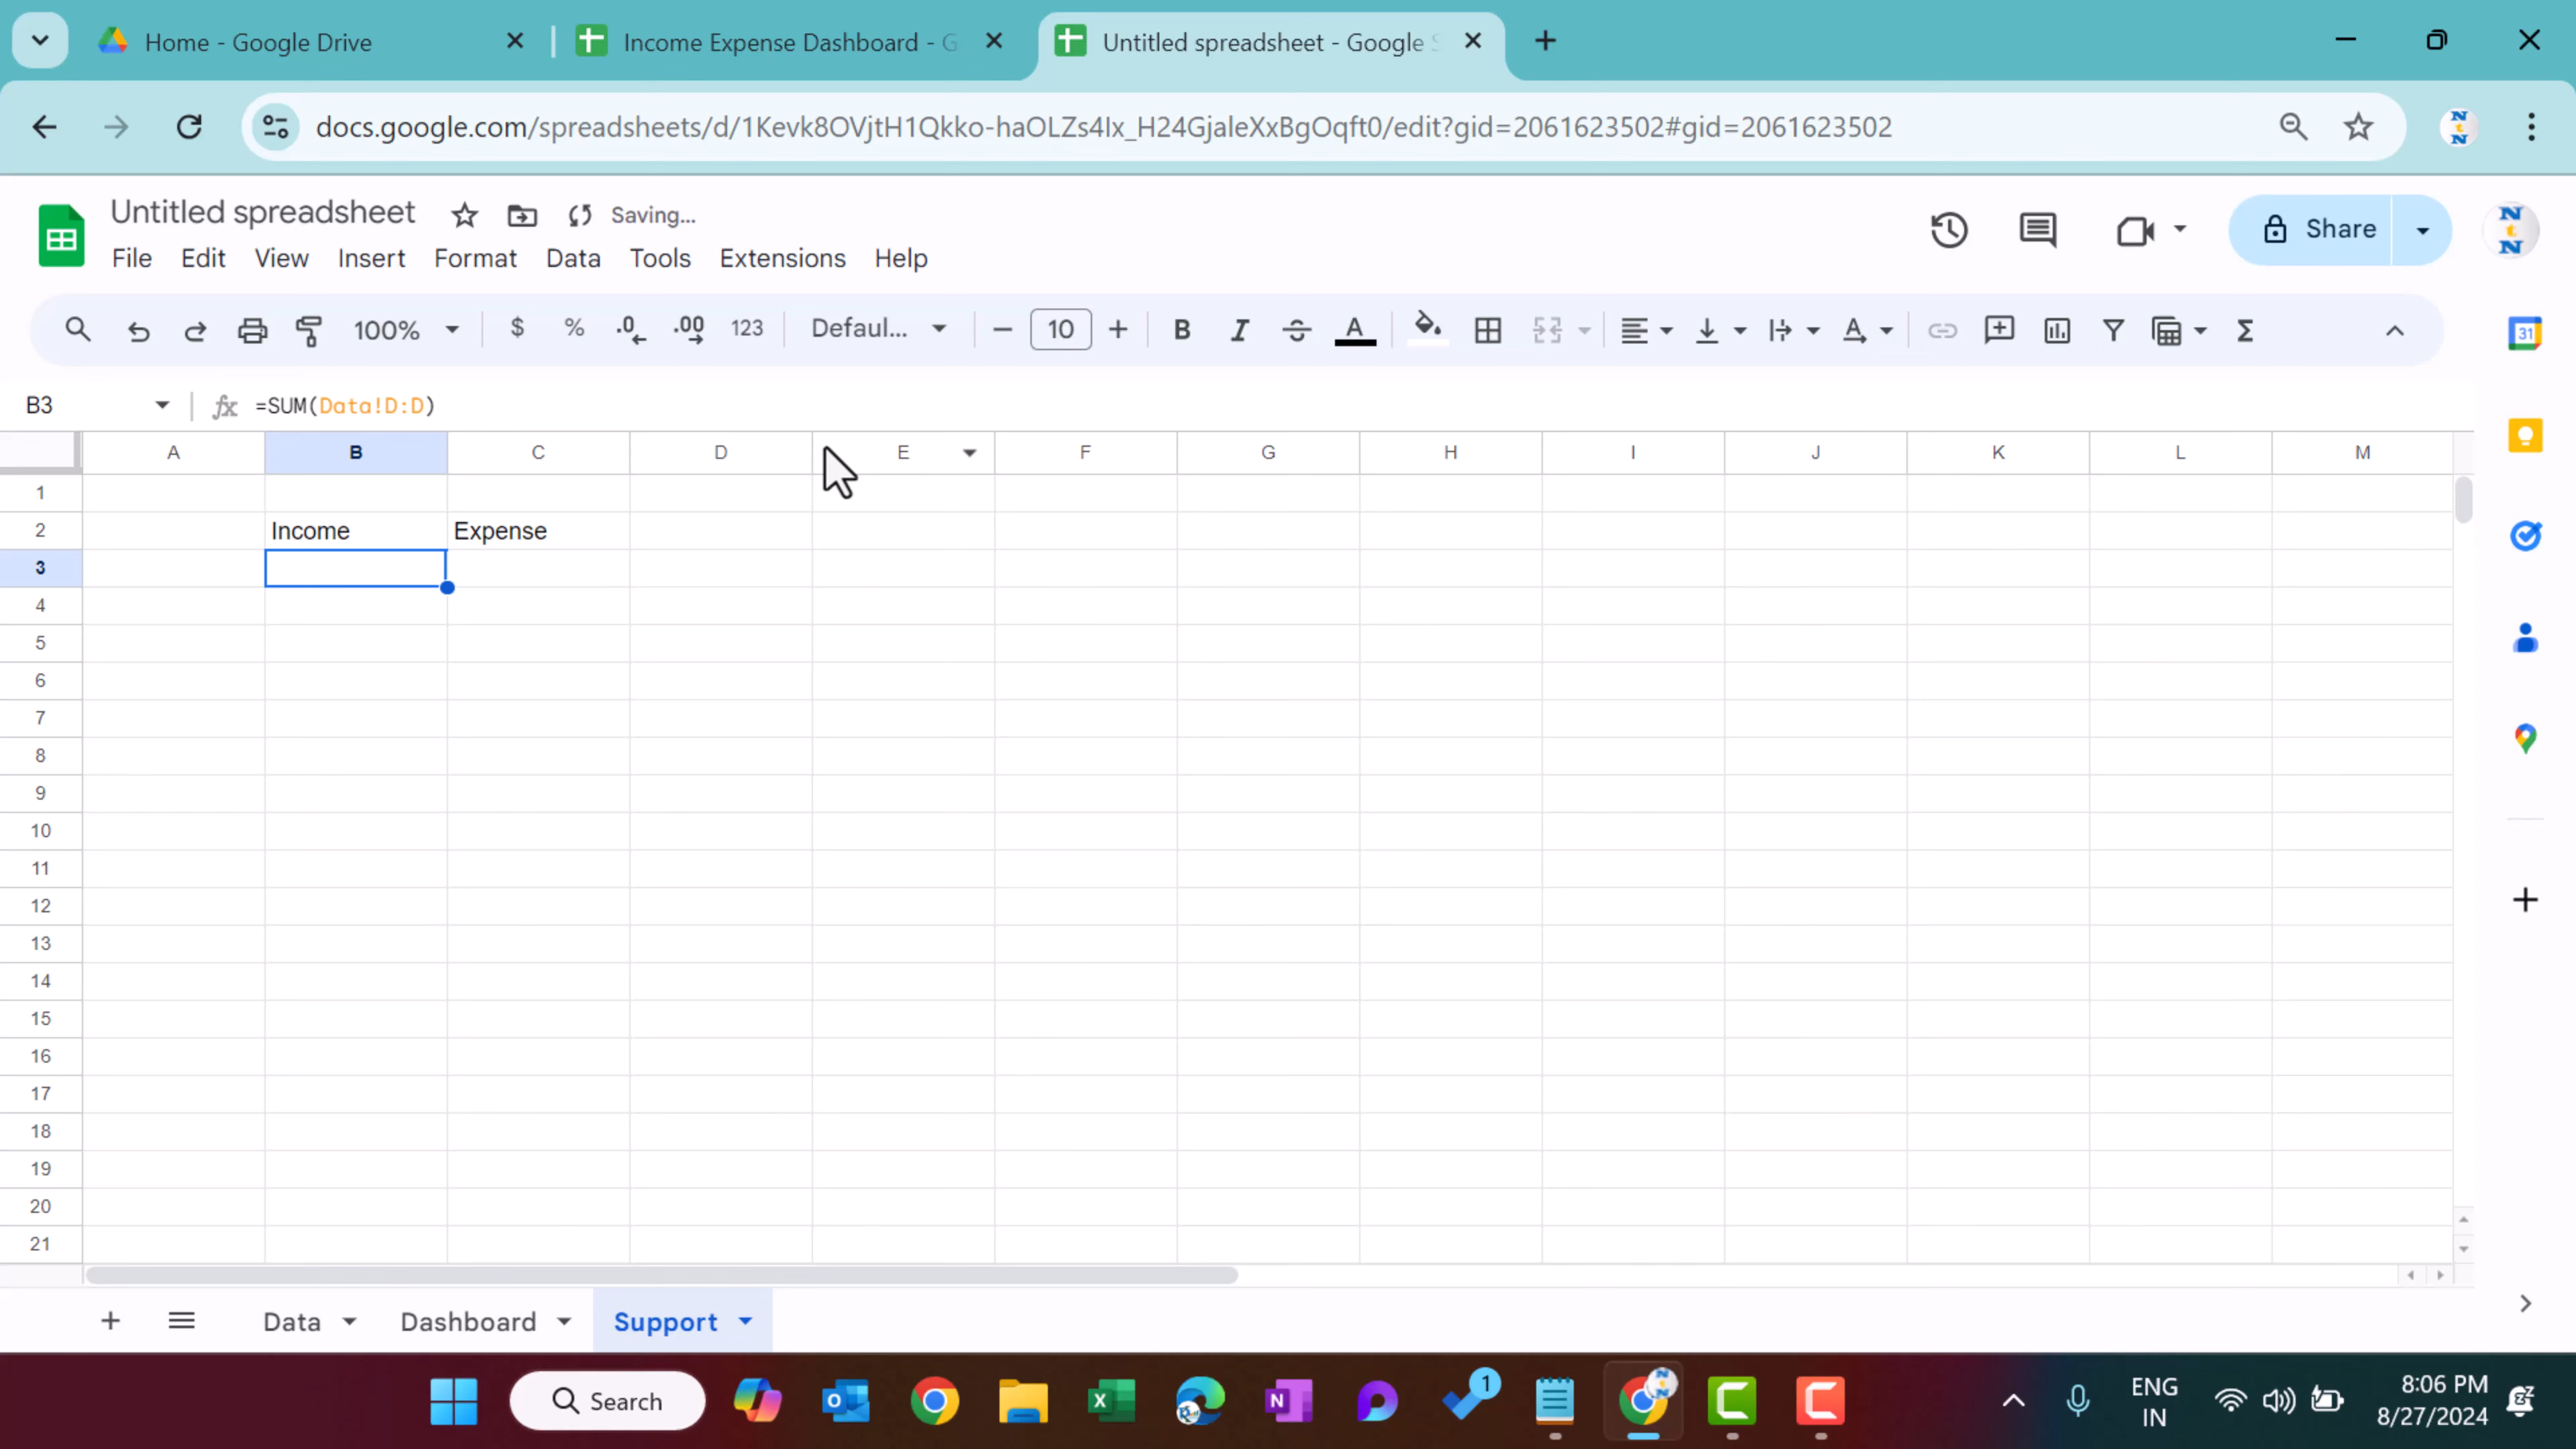 Home - Google Drive
Income Expense Dashboard - G
Untitled spreadsheet - Google S
docs.google.com/spreadsheets/d/1Kevk8OVjtH1Qkko-haOLZs4Ix_H24GjaleXxBgOqft0/edit?gid=2061623502#gid=2061623502
Untitled spreadsheet
Saving...
File Edit View Insert Format Data Tools Extensions Help
Share
100% $ % .0 .00 123 Defaul... 10 B I A Σ
31
B3 fx =SUM(Data!D:D)
A B C D E F G H I J K L M
1
2 Income Expense
3
4
5
6
7
8
9
10
11
12
13
14
15
16
17
18
19
20
21
Data Dashboard Support
Search
1
ENG
IN
8:06 PM
8/27/2024